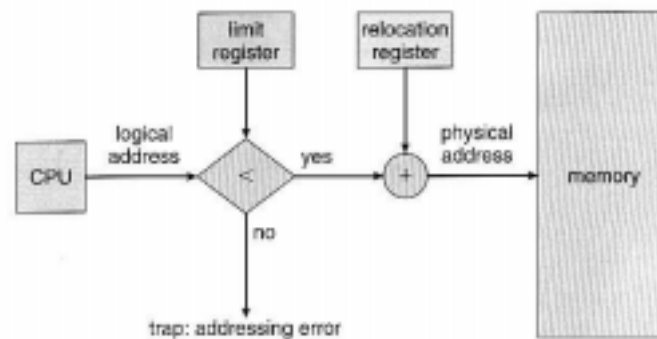 limit
register
relocation
register
logical
address
physical
address
CPU
<
yes
+
memory
no
trap: addressing error